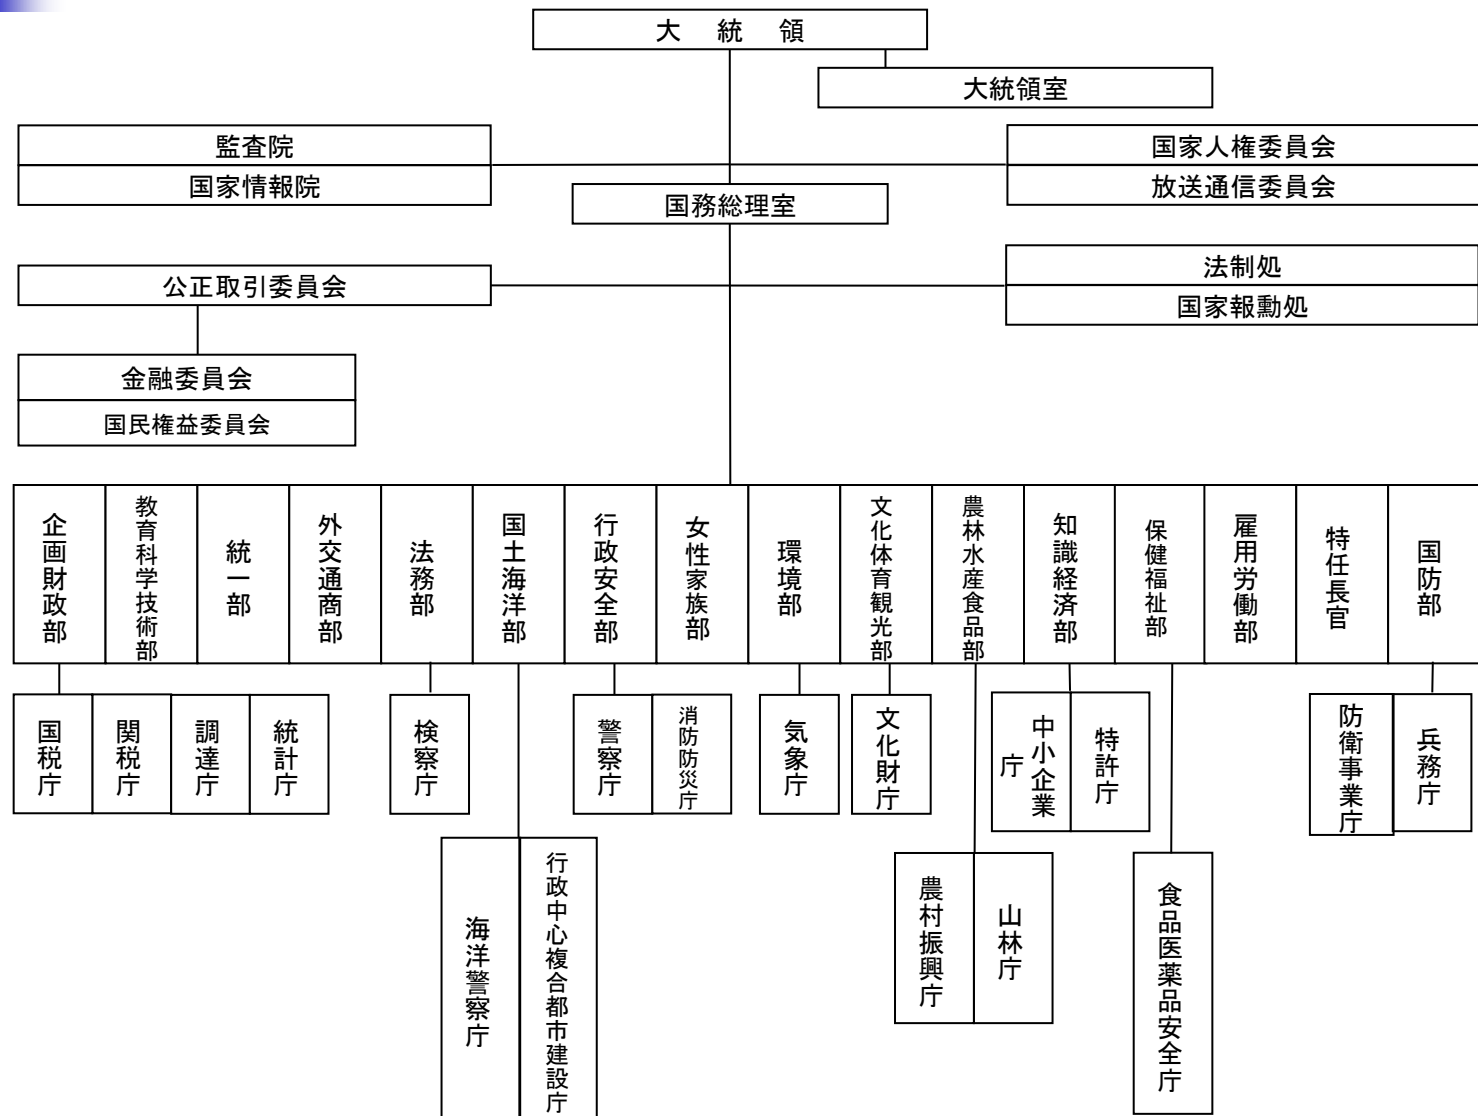 大　統　領
大統領室
監査院
国家人権委員会
国家情報院
放送通信委員会
国務総理室
法制処
公正取引委員会
国家報勳処
金融委員会
国民権益委員会
企画財政部
教育科学技術部
統一部
外交通商部
法務部
国土海洋部
行政安全部
女性家族部
環境部
文化体育観光部
農林水産食品部
知識経済部
保健福祉部
雇用労働部
特任長官
国防部
国税庁
関税庁
調達庁
統計庁
検察庁
警察庁
消防防災庁
気象庁
文化財庁
中小企業
庁
特許庁
防衛事業庁
兵務庁
海洋警察庁
行政中心複合都市建設庁
農村振興庁
山林庁
食品医薬品安全庁